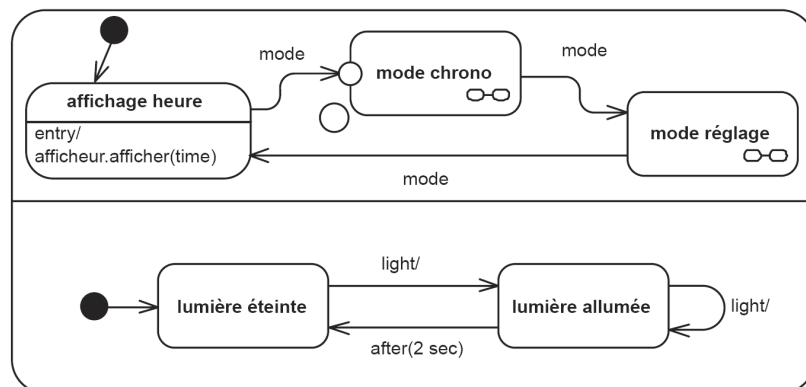 mode
mode chrono
mode
affichage heure
entry/
afficheur.afficher(time)
mode réglage
mode
light/
lumière éteinte
lumière allumée
light/
after(2 sec)